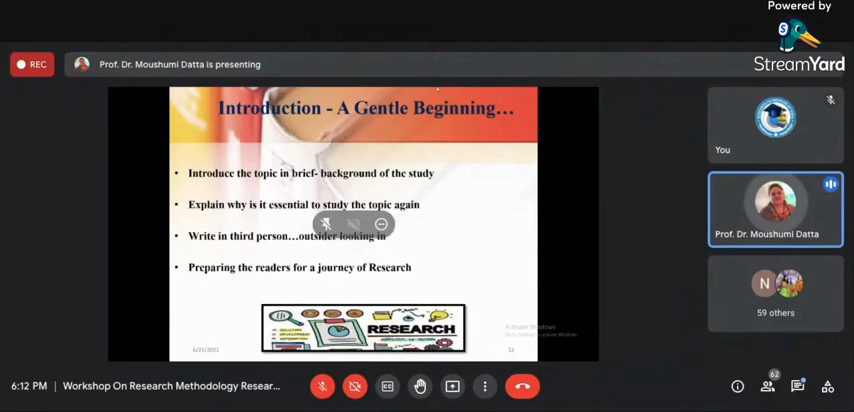 Powered by
StreamYard
REC
Prof. Dr. Moushumi Datta is presenting
Introduction - A Gentle Beginning…
• Introduce the topic in brief- background of the study
• Explain why is it essential to study the topic again
• Write in third person…outsider looking in
• Preparing the readers for a journey of Research
RESEARCH
Activate Windows
6/21/2021
12
You
Prof. Dr. Moushumi Datta
N
59 others
6:12 PM | Workshop On Research Methodology Resear...
62